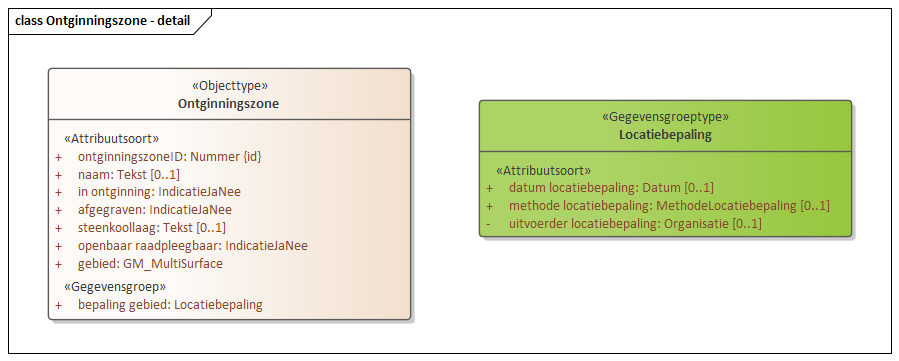 class Ontginningszone - detail
«Objecttype»
Ontginningszone
«Attribuutsoort»
+ ontginningszoneID: Nummer {id}
+ naam: Tekst [0..1]
+ in ontginning: IndicatieJaNee
+ afgegraven: IndicatieJaNee
+ steenkoollaag: Tekst [0..1]
+ openbaar raadpleegbaar: IndicatieJaNee
+ gebied: GM_MultiSurface
«Gegevensgroep»
+ bepaling gebied: Locatiebepaling
«Gegevensgroeptype»
Locatiebepaling
«Attribuutsoort»
+ datum locatiebepaling: Datum [0..1]
+ methode locatiebepaling: MethodeLocatiebepaling [0..1]
- uitvoerder locatiebepaling: Organisatie [0..1]